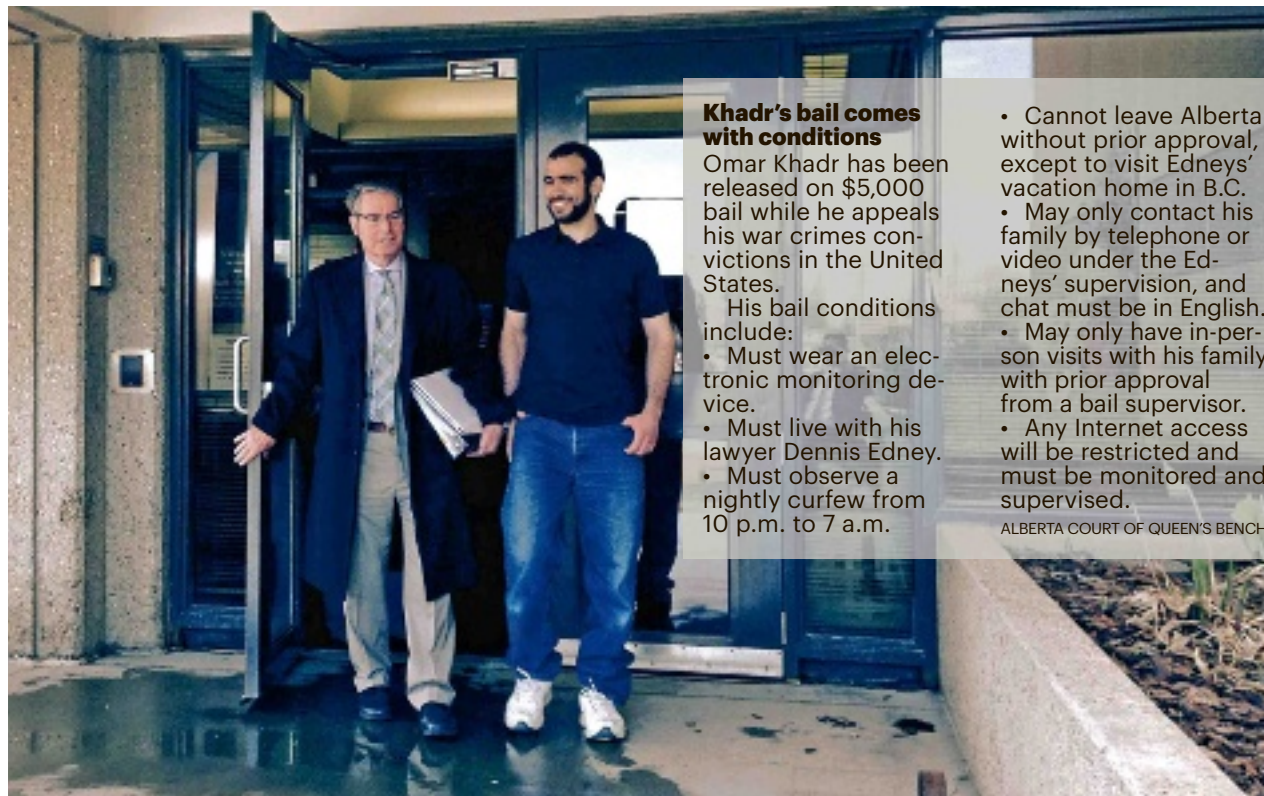 Khadr’s bail comes
with conditions
Omar Khadr has been
released on $5,000
bail while he appeals
his war crimes con-
victions in the United
States.
His bail conditions
include:
• Must wear an elec-
tronic monitoring de-
vice.
• Must live with his
lawyer Dennis Edney.
• Must observe a
nightly curfew from
10 p.m. to 7 a.m.
• Cannot leave Alberta
without prior approval,
except to visit Edneys’
vacation home in B.C.
• May only contact his
family by telephone or
video under the Ed-
neys’ supervision, and
chat must be in English.
• May only have in-per-
son visits with his family
with prior approval
from a bail supervisor.
• Any Internet access
will be restricted and
must be monitored and
supervised.
ALBERTA COURT OF QUEEN’S BENCH